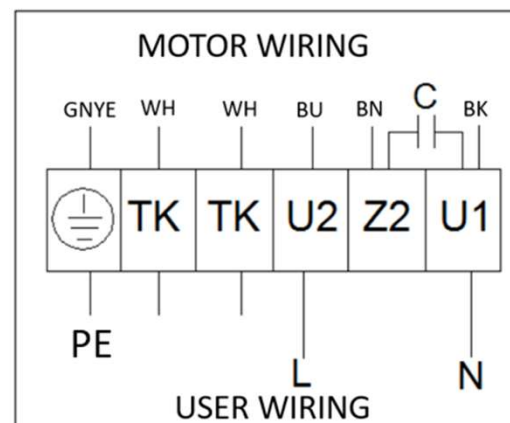 MOTOR WIRING
C
GNYE WH WH BU BN BK
TK TK U2 Z2 U1
PE
L N
USER WIRING